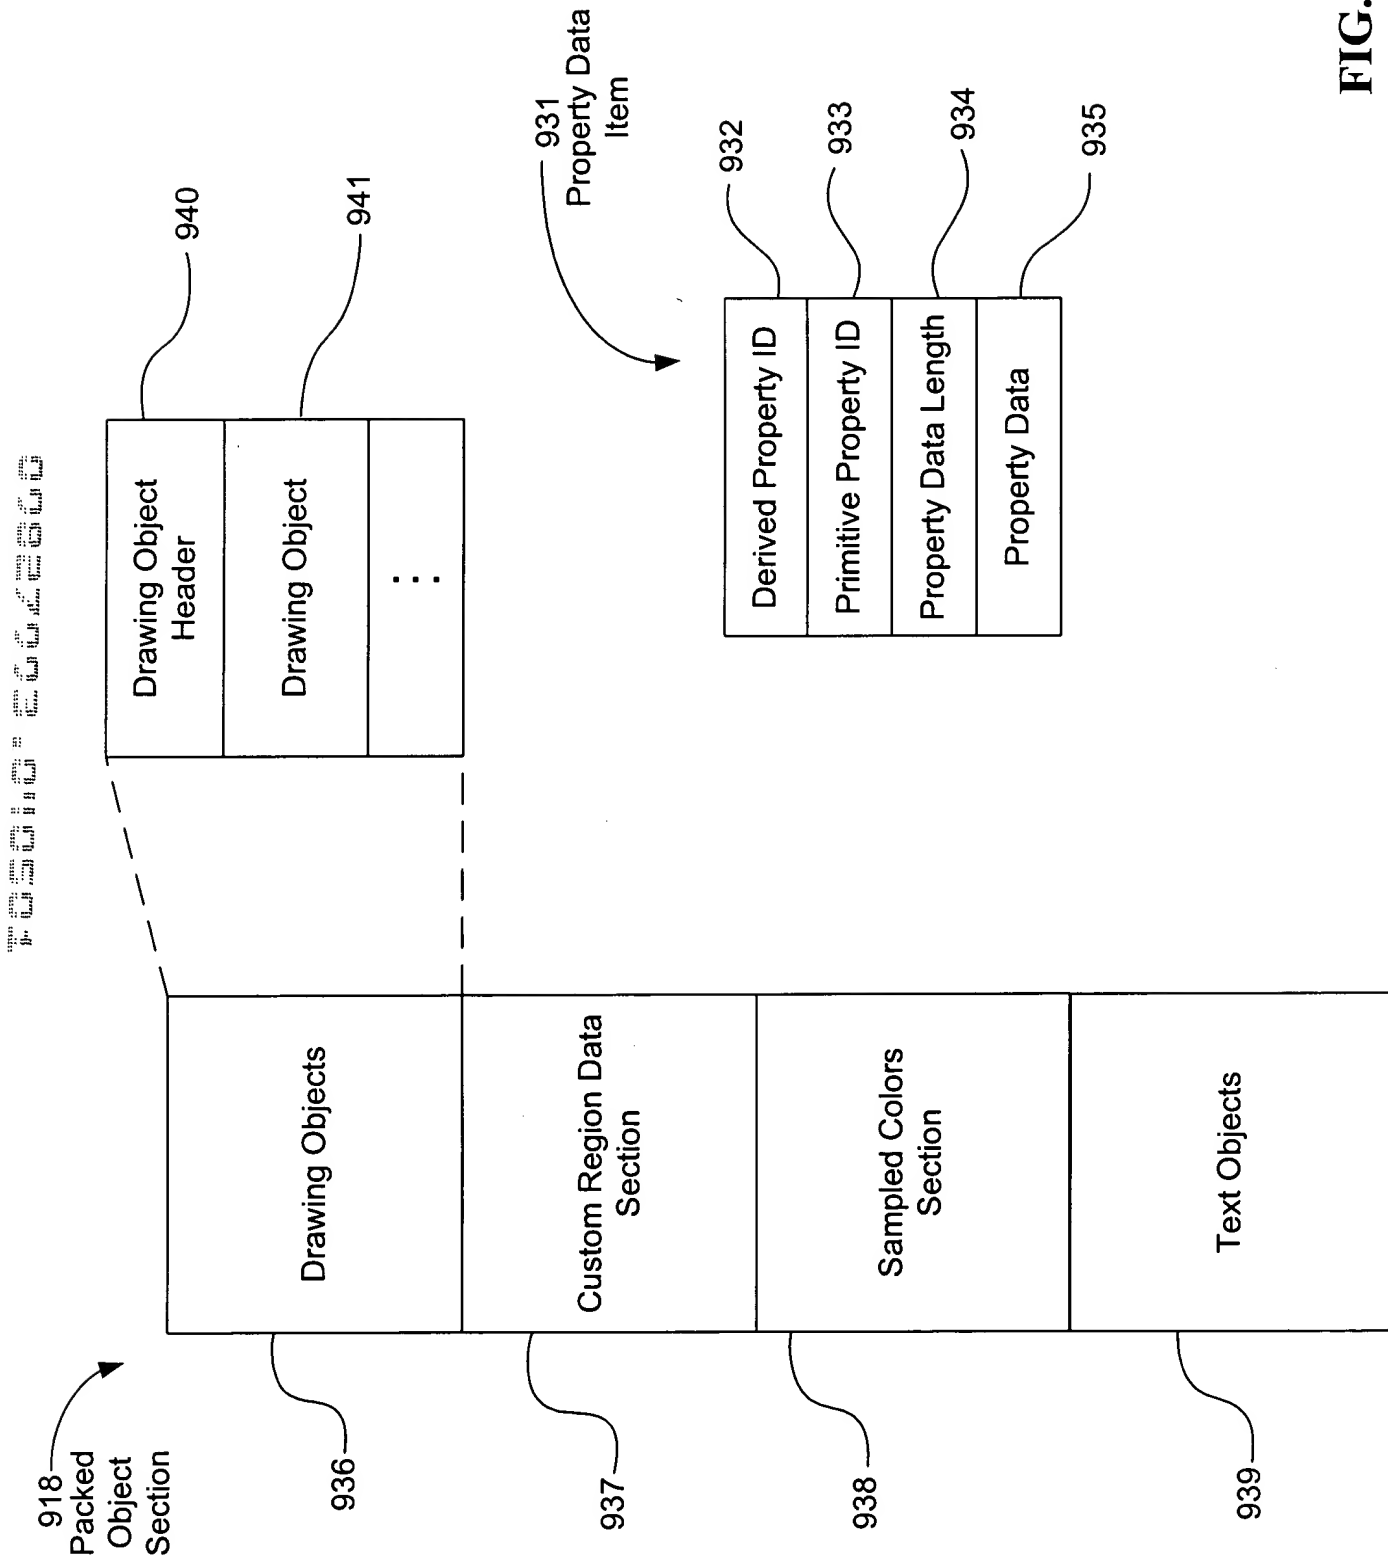 918
Packed
Object
Section
936
Drawing Objects
937
Custom Region Data
Section
938
Sampled Colors
Section
939
Text Objects
Drawing Object
Header
940
Drawing Object
941
...
931
Property Data
Item
Derived Property ID
932
Primitive Property ID
933
Property Data Length
934
Property Data
935
FIG.